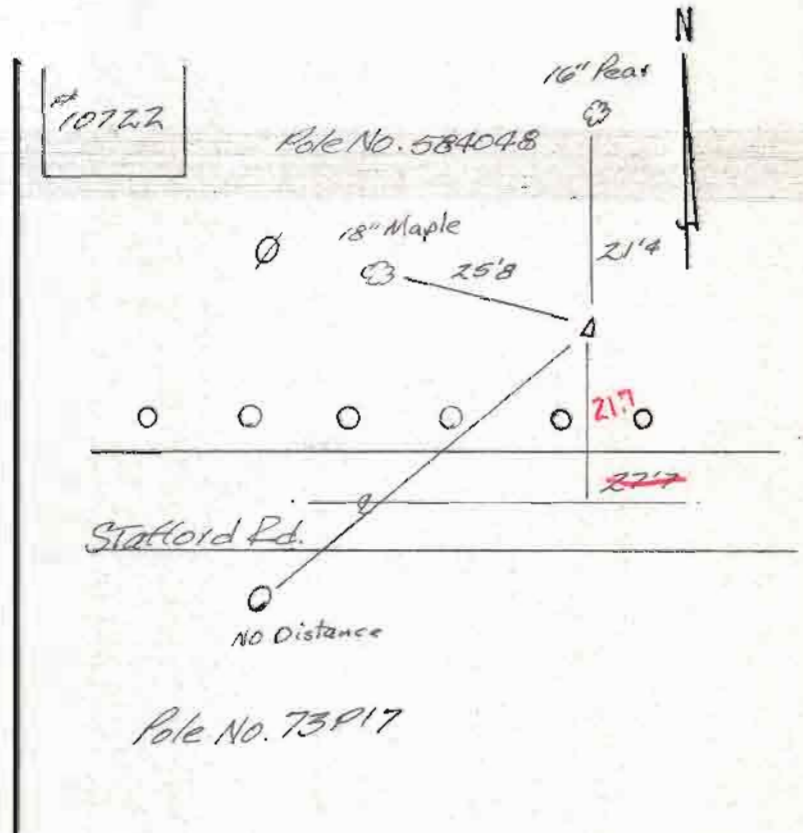 N
16" Pear
# 10722
Pole No. 584048
18" Maple
25'8
21'4
21.7
27'7
Stafford Rd.
No Distance
Pole No. 73P17